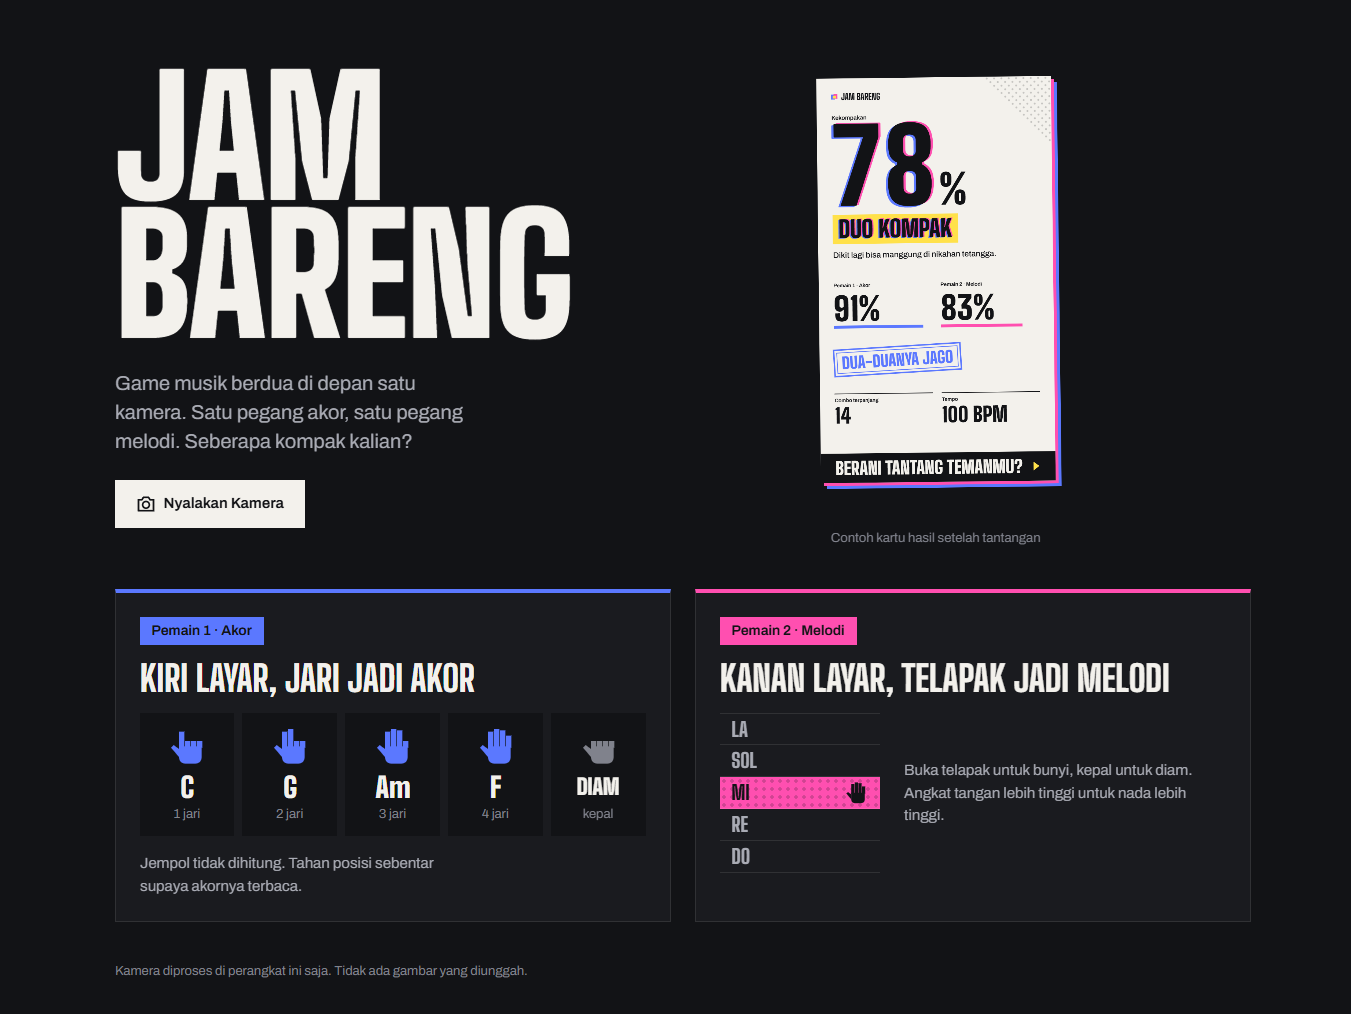 JAM
BARENG
Game musik berdua di depan satu
kamera. Satu pegang akor, satu pegang
melodi. Seberapa kompak kalian?
Nyalakan Kamera
JAM BARENG
Kekompakan
78%
DUO KOMPAK
Dikit lagi bisa manggung di nikahan tetangga.
Pemain 1 · Akor
91%
Pemain 2 · Melodi
83%
DUA-DUANYA JAGO
Combo terpanjang
14
Tempo
100 BPM
BERANI TANTANG TEMANMU?
Contoh kartu hasil setelah tantangan
Pemain 1 · Akor
KIRI LAYAR, JARI JADI AKOR
C
1 jari
G
2 jari
Am
3 jari
F
4 jari
DIAM
kepal
Jempol tidak dihitung. Tahan posisi sebentar
supaya akornya terbaca.
Pemain 2 · Melodi
KANAN LAYAR, TELAPAK JADI MELODI
LA
SOL
MI
RE
DO
Buka telapak untuk bunyi, kepal untuk diam.
Angkat tangan lebih tinggi untuk nada lebih
tinggi.
Kamera diproses di perangkat ini saja. Tidak ada gambar yang diunggah.